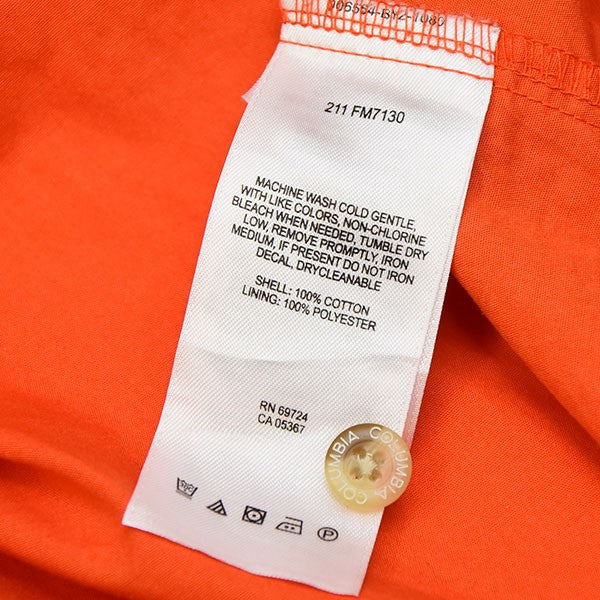 211 FM7130
MACHINE WASH COLD GENTLE,
WITH LIKE COLORS, NON-CHLORINE
BLEACH WHEN NEEDED, TUMBLE DRY
LOW, REMOVE PROMPTLY, IRON
MEDIUM, IF PRESENT DO NOT IRON
DECAL, DRYCLEANABLE
SHELL: 100% COTTON
LINING: 100% POLYESTER
RN 69724
CA 05367
COLUMBIA COLUMBIA
P